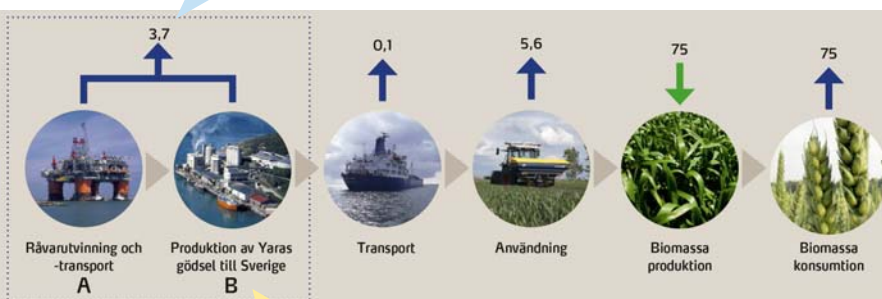 3,7
0,1
5,6
75
75
Råvarutvinning och
-transport
A
Produktion av Yaras
gödsel till Sverige
B
Transport
Användning
Biomassa
produktion
Biomassa
konsumtion